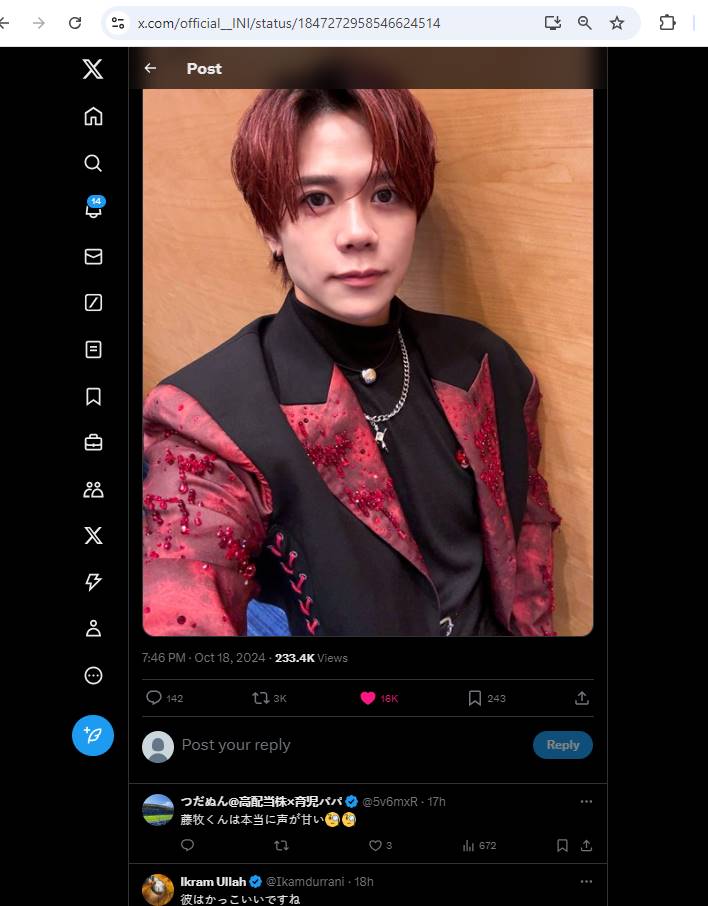 x.com/official__INI/status/1847272958546624514
Post
14
7:46 PM · Oct 18, 2024 · 233.4K Views
142 3K 16K 243
Post your reply
Reply
つだぬん@高配当株×育児パパ @5v6mxR · 17h
藤牧くんは本当に声が甘い🧐🧐
3 672
Ikram Ullah @Ikamdurrani · 18h
彼はかっこいいですね